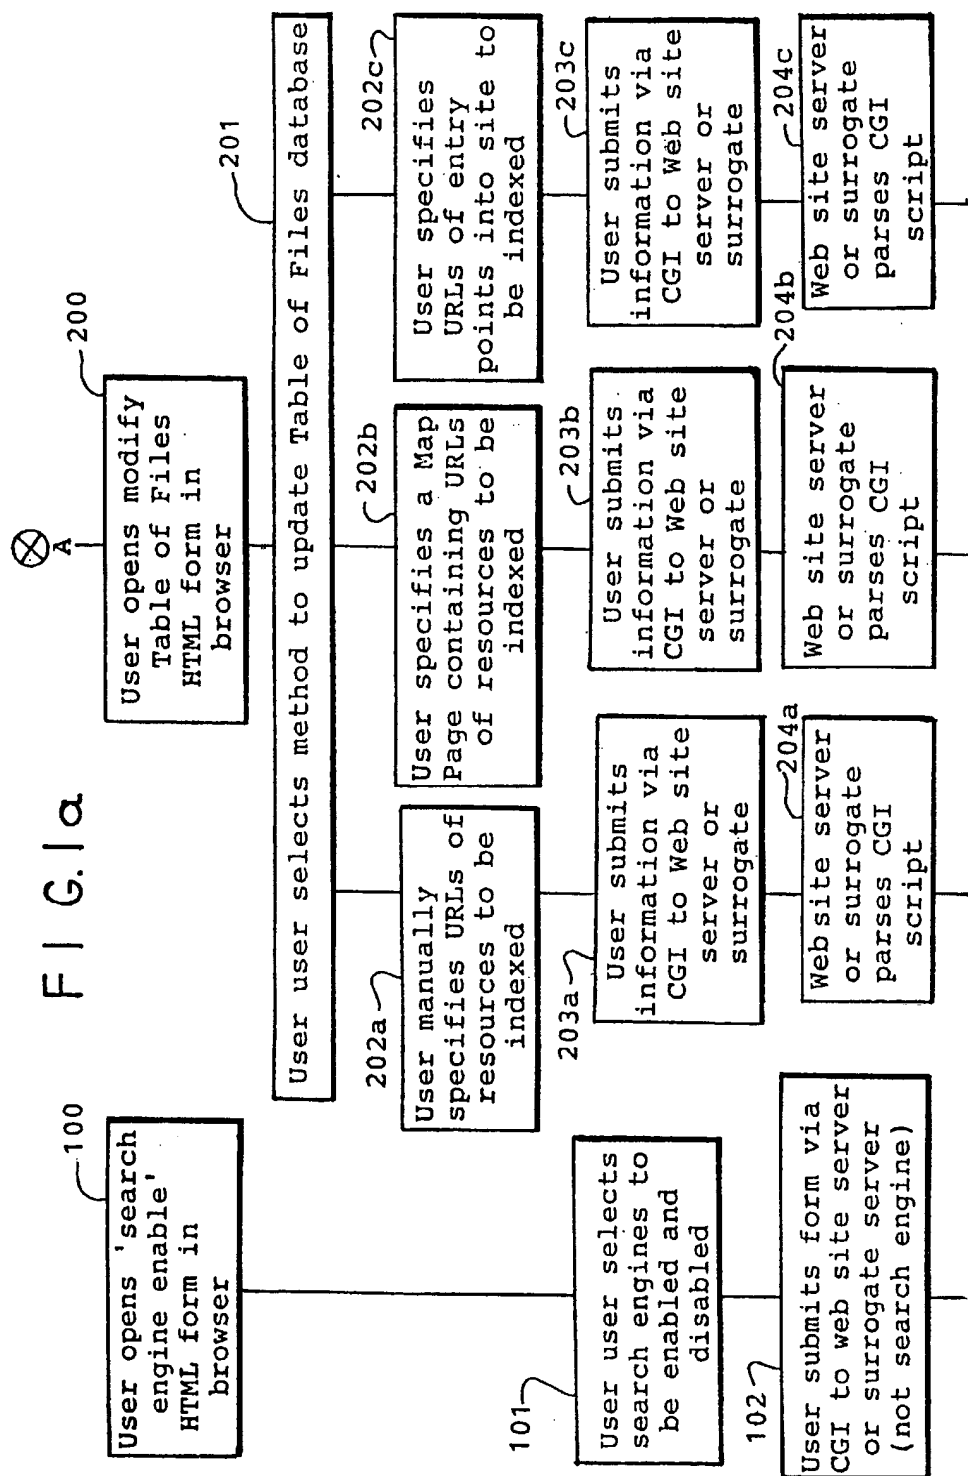 FIG.1a
A
200
User opens modify
Table of Files
HTML form in
browser
100
User opens 'search
engine enable'
HTML form in
browser
201
User user selects method to update Table of Files database
202a
User manually
specifies URLs of
resources to be
indexed
202b
User specifies a Map
Page containing URLs
of resources to be
indexed
202c
User specifies
URLs of entry
points into site to
be indexed
101
User user selects
search engines to
be enabled and
disabled
203a
User submits
information via
CGI to Web site
server or
surrogate
203b
User submits
information via
CGI to Web site
server or
surrogate
203c
User submits
information via
CGI to Web site
server or
surrogate
102
User submits form via
CGI to web site server
or surrogate server
(not search engine)
204a
Web site server
or surrogate
parses CGI
script
204b
Web site server
or surrogate
parses CGI
script
204c
Web site server
or surrogate
parses CGI
script